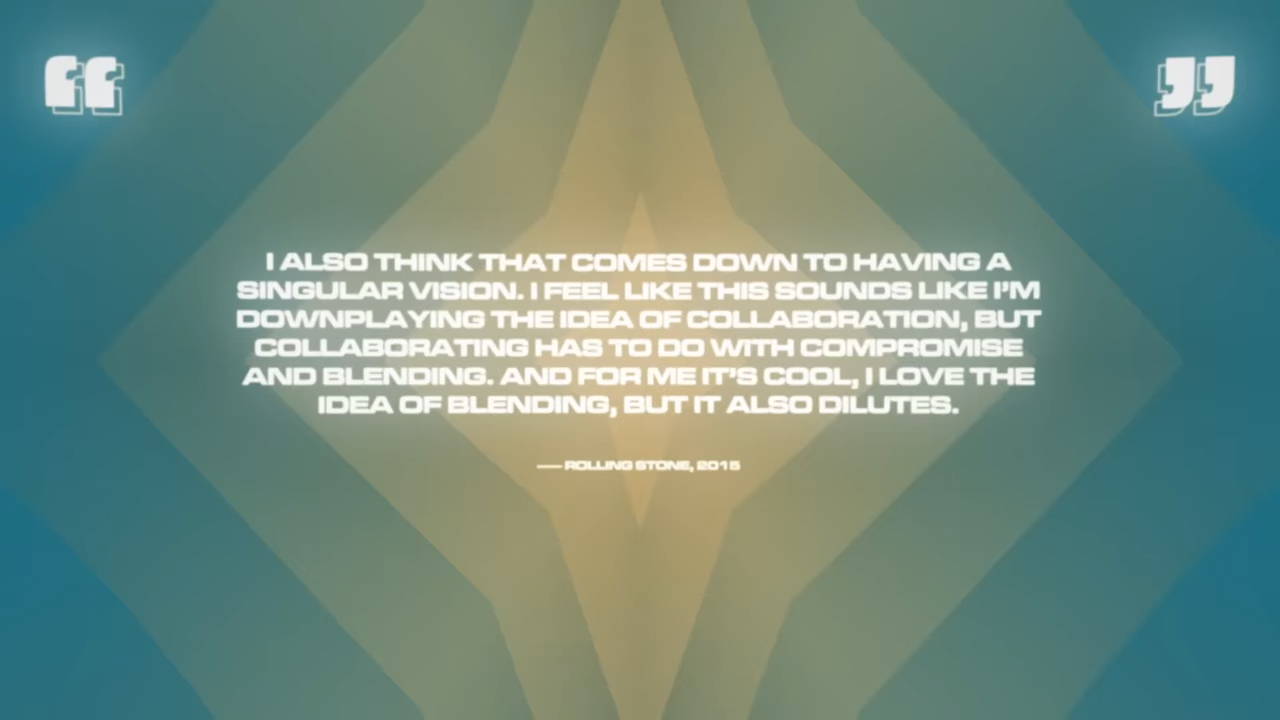 “ ”
I ALSO THINK THAT COMES DOWN TO HAVING A
SINGULAR VISION. I FEEL LIKE THIS SOUNDS LIKE I’M
DOWNPLAYING THE IDEA OF COLLABORATION, BUT
COLLABORATING HAS TO DO WITH COMPROMISE
AND BLENDING. AND FOR ME IT’S COOL, I LOVE THE
IDEA OF BLENDING, BUT IT ALSO DILUTES.
— ROLLING STONE, 2015